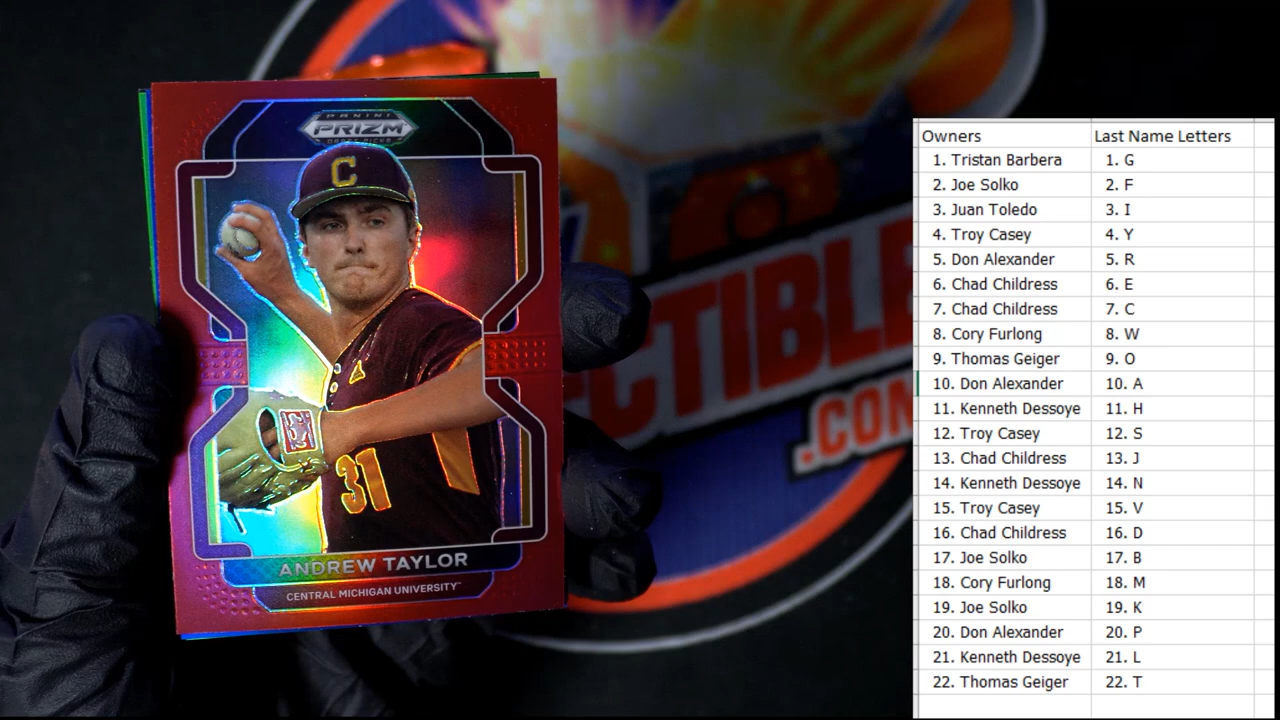 PANINI
PRIZM
DRAFT PICKS
C
31
ANDREW TAYLOR
CENTRAL MICHIGAN UNIVERSITY™
CTIBLE
.COM
Owners Last Name Letters
1. Tristan Barbera 1. G
2. Joe Solko 2. F
3. Juan Toledo 3. I
4. Troy Casey 4. Y
5. Don Alexander 5. R
6. Chad Childress 6. E
7. Chad Childress 7. C
8. Cory Furlong 8. W
9. Thomas Geiger 9. O
10. Don Alexander 10. A
11. Kenneth Dessoye 11. H
12. Troy Casey 12. S
13. Chad Childress 13. J
14. Kenneth Dessoye 14. N
15. Troy Casey 15. V
16. Chad Childress 16. D
17. Joe Solko 17. B
18. Cory Furlong 18. M
19. Joe Solko 19. K
20. Don Alexander 20. P
21. Kenneth Dessoye 21. L
22. Thomas Geiger 22. T